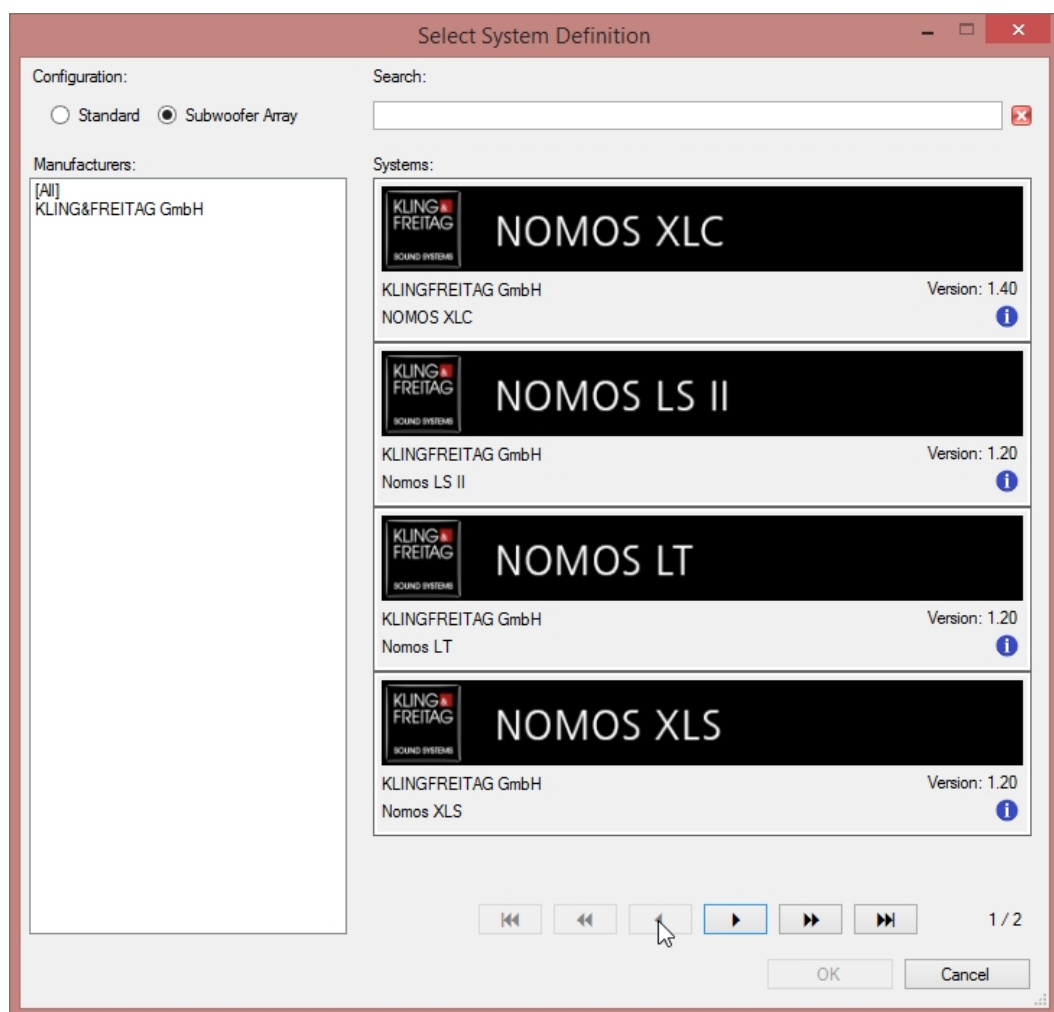 Select System Definition
Configuration:
Search:
Standard
Subwoofer Array
Manufacturers:
[All]
KLING&FREITAG GmbH
Systems:
KLING&
FREITAG
SOUND SYSTEMS
NOMOS XLC
KLINGFREITAG GmbH
Version: 1.40
NOMOS XLC
KLING&
FREITAG
SOUND SYSTEMS
NOMOS LS II
KLINGFREITAG GmbH
Version: 1.20
Nomos LS II
KLING&
FREITAG
SOUND SYSTEMS
NOMOS LT
KLINGFREITAG GmbH
Version: 1.20
Nomos LT
KLING&
FREITAG
SOUND SYSTEMS
NOMOS XLS
KLINGFREITAG GmbH
Version: 1.20
Nomos XLS
1 / 2
OK
Cancel